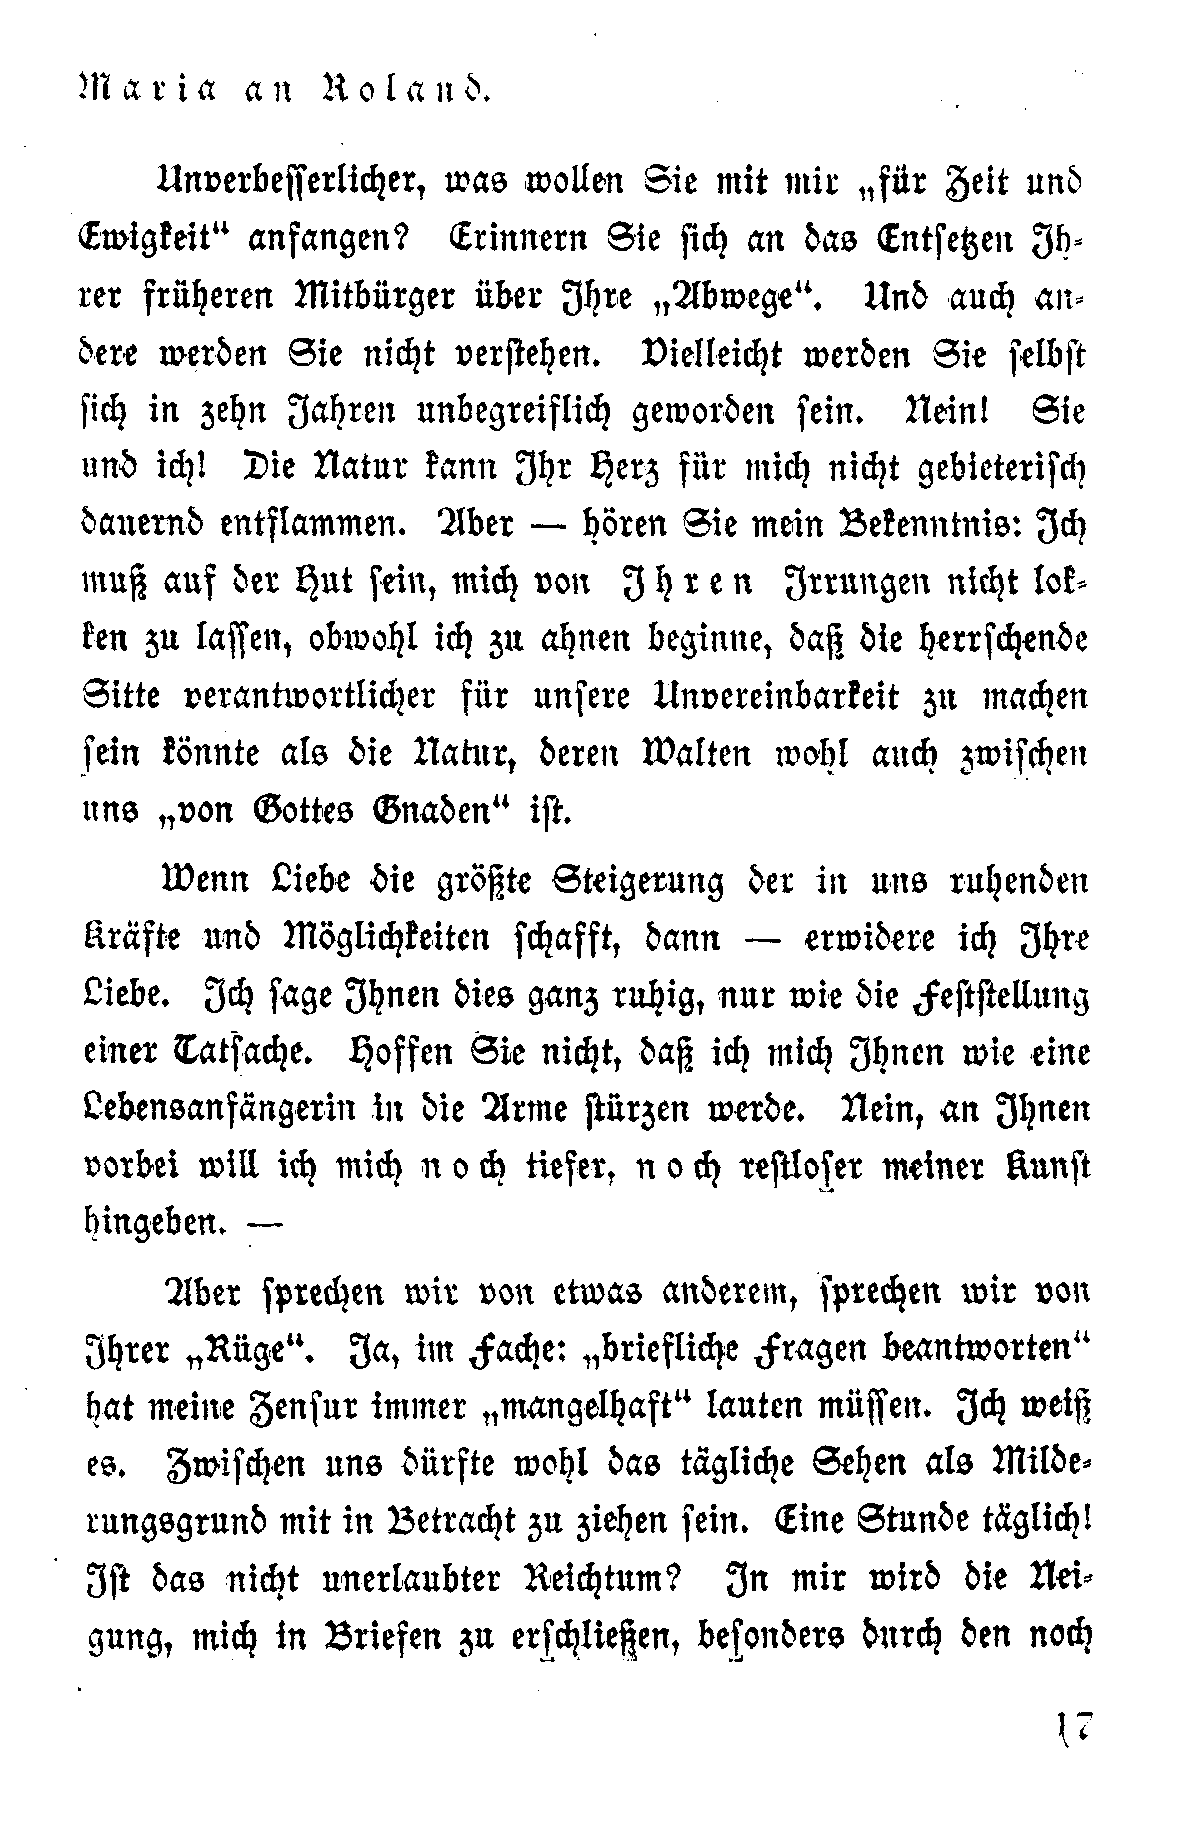 Maria an Roland.
Unverbesserlicher, was wollen Sie mit mir „für Zeit und
Ewigkeit“ anfangen? Erinnern Sie sich an das Entsetzen Ih-
rer früheren Mitbürger über Ihre „Abwege“. Und auch an-
dere werden Sie nicht verstehen. Vielleicht werden Sie selbst
sich in zehn Jahren unbegreiflich geworden sein. Nein! Sie
und ich! Die Natur kann Ihr Herz für mich nicht gebieterisch
dauernd entflammen. Aber — hören Sie mein Bekenntnis: Ich
muß auf der Hut sein, mich von Ihren Irrungen nicht lok-
ken zu lassen, obwohl ich zu ahnen beginne, daß die herrschende
Sitte verantwortlicher für unsere Unvereinbarkeit zu machen
sein könnte als die Natur, deren Walten wohl auch zwischen
uns „von Gottes Gnaden“ ist.
Wenn Liebe die größte Steigerung der in uns ruhenden
Kräfte und Möglichkeiten schafft, dann — erwidere ich Ihre
Liebe. Ich sage Ihnen dies ganz ruhig, nur wie die Feststellung
einer Tatsache. Hoffen Sie nicht, daß ich mich Ihnen wie eine
Lebensanfängerin in die Arme stürzen werde. Nein, an Ihnen
vorbei will ich mich noch tiefer, noch restloser meiner Kunst
hingeben. —
Aber sprechen wir von etwas anderem, sprechen wir von
Ihrer „Rüge“. Ja, im Fache: „briefliche Fragen beantworten“
hat meine Zensur immer „mangelhaft“ lauten müssen. Ich weiß
es. Zwischen uns dürfte wohl das tägliche Sehen als Milde-
rungsgrund mit in Betracht zu ziehen sein. Eine Stunde täglich!
Ist das nicht unerlaubter Reichtum? In mir wird die Nei-
gung, mich in Briefen zu erschließen, besonders durch den noch
17